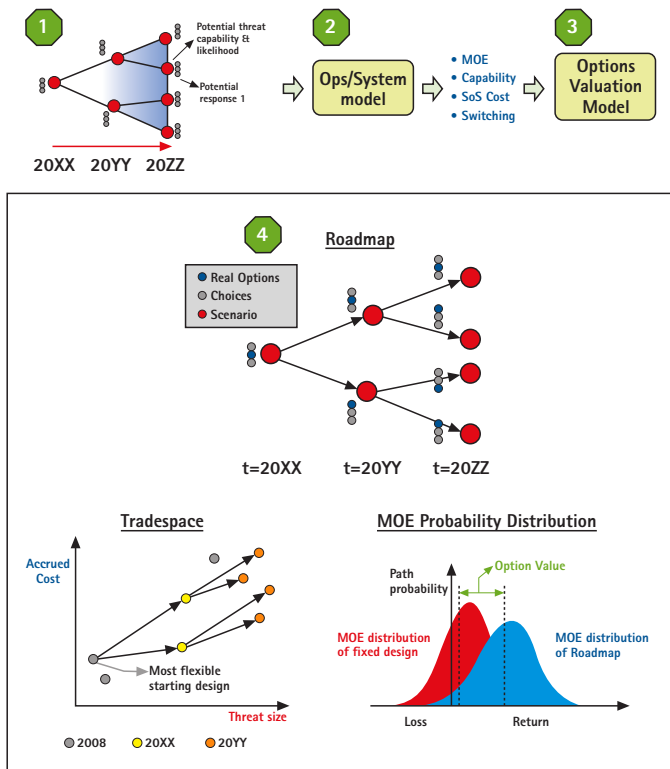 1
Potential threat
capability &
likelihood
Potential
response 1
20XX 20YY 20ZZ
2
Ops/System
model
• MOE
• Capability
• SoS Cost
• Switching
3
Options
Valuation
Model
4
Roadmap
Real Options
Choices
Scenario
t=20XX t=20YY t=20ZZ
Tradespace
Accrued
Cost
Most flexible
starting design
Threat size
2008 20XX 20YY
MOE Probability Distribution
Path
probability
Option Value
MOE distribution
of fixed design
MOE distribution
of Roadmap
Loss Return